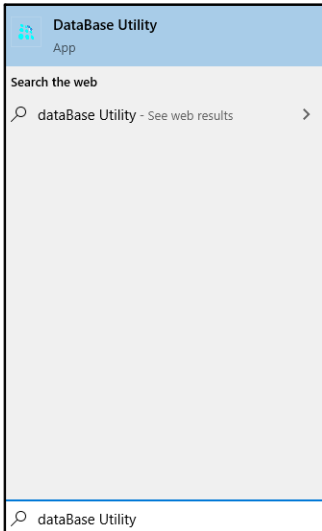 DataBase Utility
App
Search the web
dataBase Utility - See web results
dataBase Utility